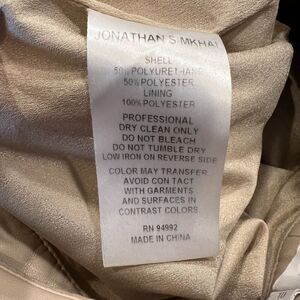 JONATHAN SIMKHAI
SHELL
50% POLYURETHANE
50% POLYESTER
LINING
100% POLYESTER
PROFESSIONAL
DRY CLEAN ONLY
DO NOT BLEACH
DO NOT TUMBLE DRY
LOW IRON ON REVERSE SIDE
COLOR MAY TRANSFER
AVOID CONTACT
WITH GARMENTS
AND SURFACES IN
CONTRAST COLORS
RN 94992
MADE IN CHINA
10